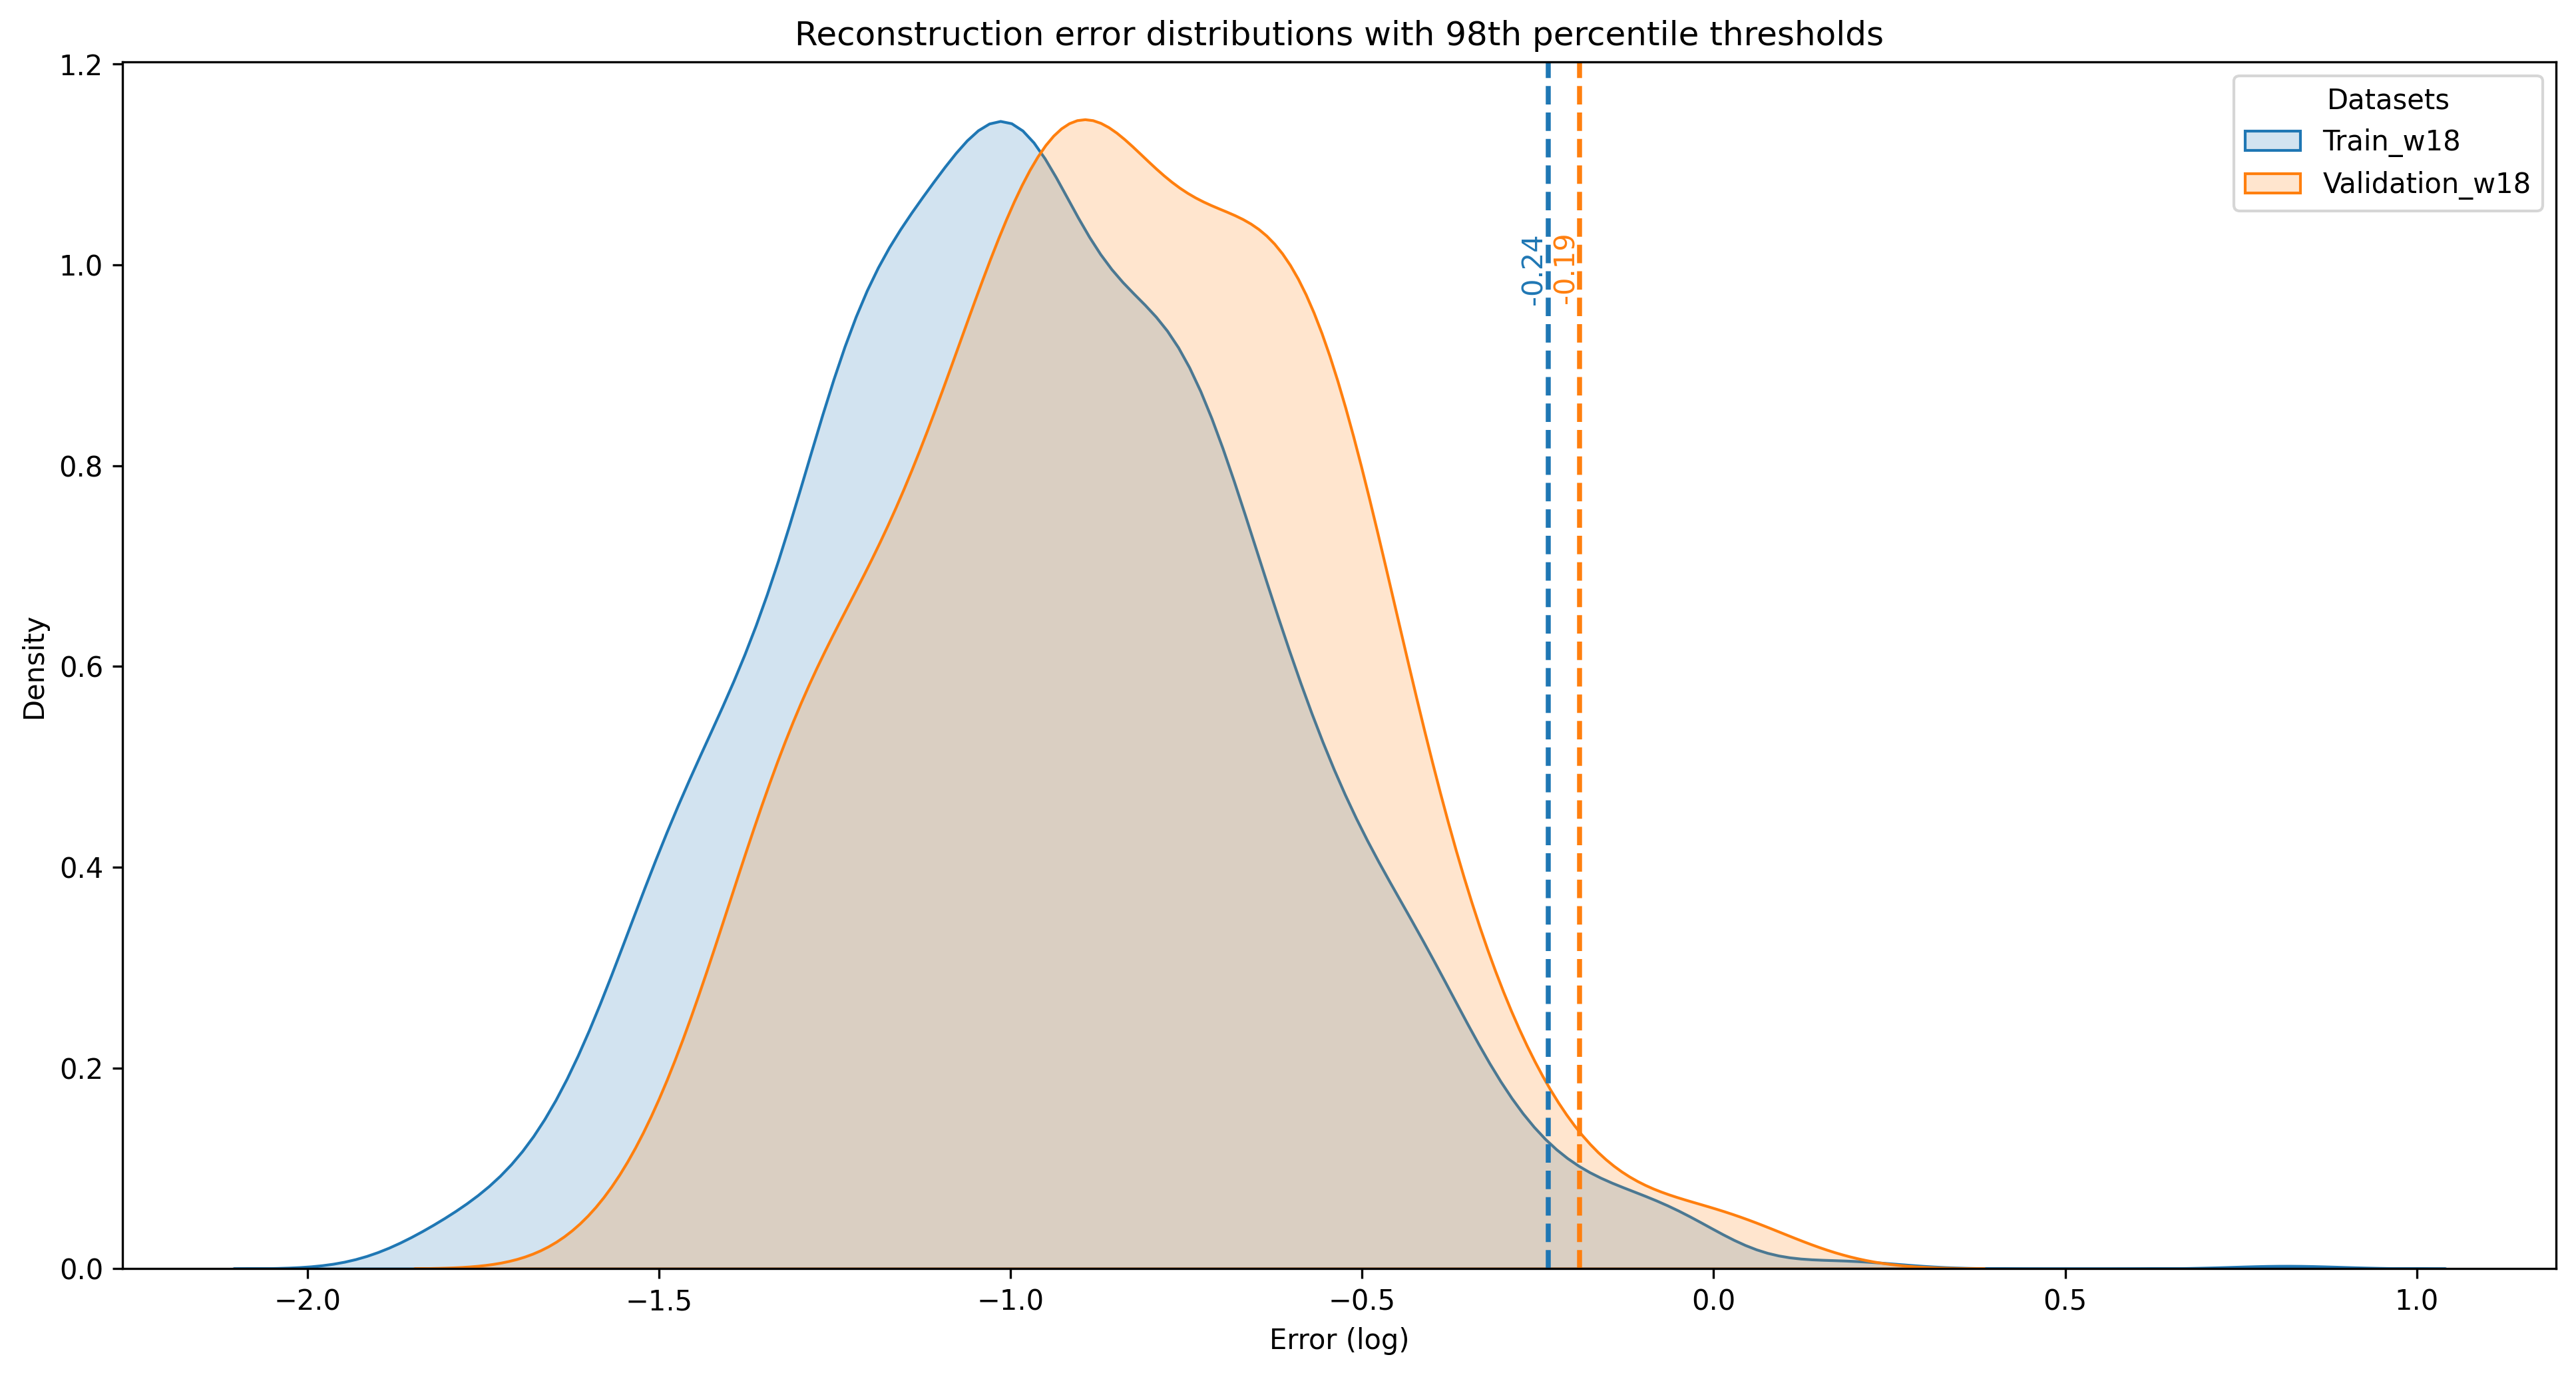 Reconstruction error distributions with 98th percentile thresholds
1.2
1.0
0.8
0.6
0.4
0.2
0.0
Density
-0.24
-0.19
Datasets
Train_w18
Validation_w18
−2.0
−1.5
−1.0
−0.5
0.0
0.5
1.0
Error (log)